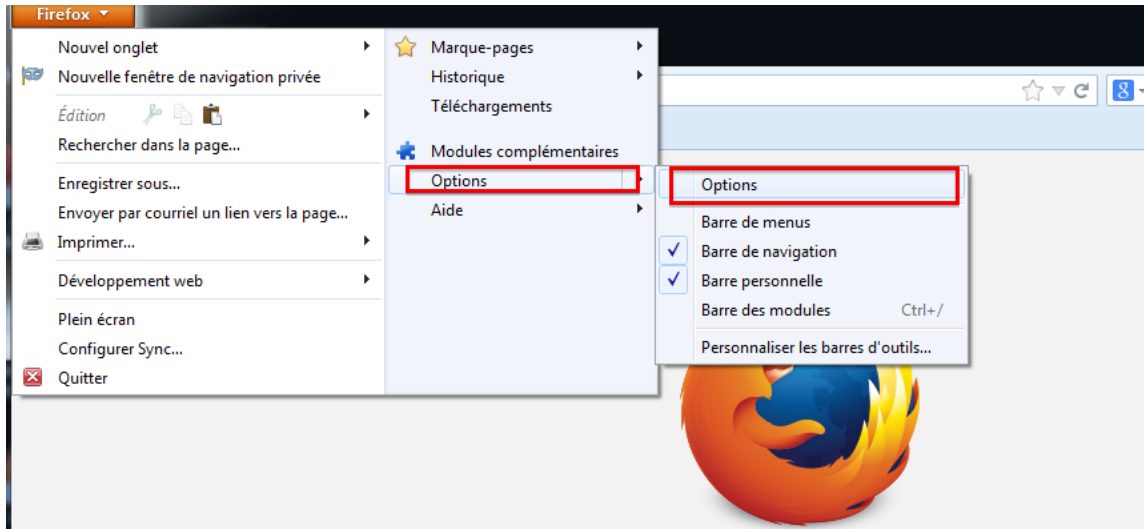 Firefox
Nouvel onglet
Nouvelle fenêtre de navigation privée
Édition
Rechercher dans la page...
Enregistrer sous...
Envoyer par courriel un lien vers la page...
Imprimer...
Développement web
Plein écran
Configurer Sync...
Quitter
Marque-pages
Historique
Téléchargements
Modules complémentaires
Options
Aide
Options
Barre de menus
Barre de navigation
Barre personnelle
Barre des modules Ctrl+/
Personnaliser les barres d'outils...
8